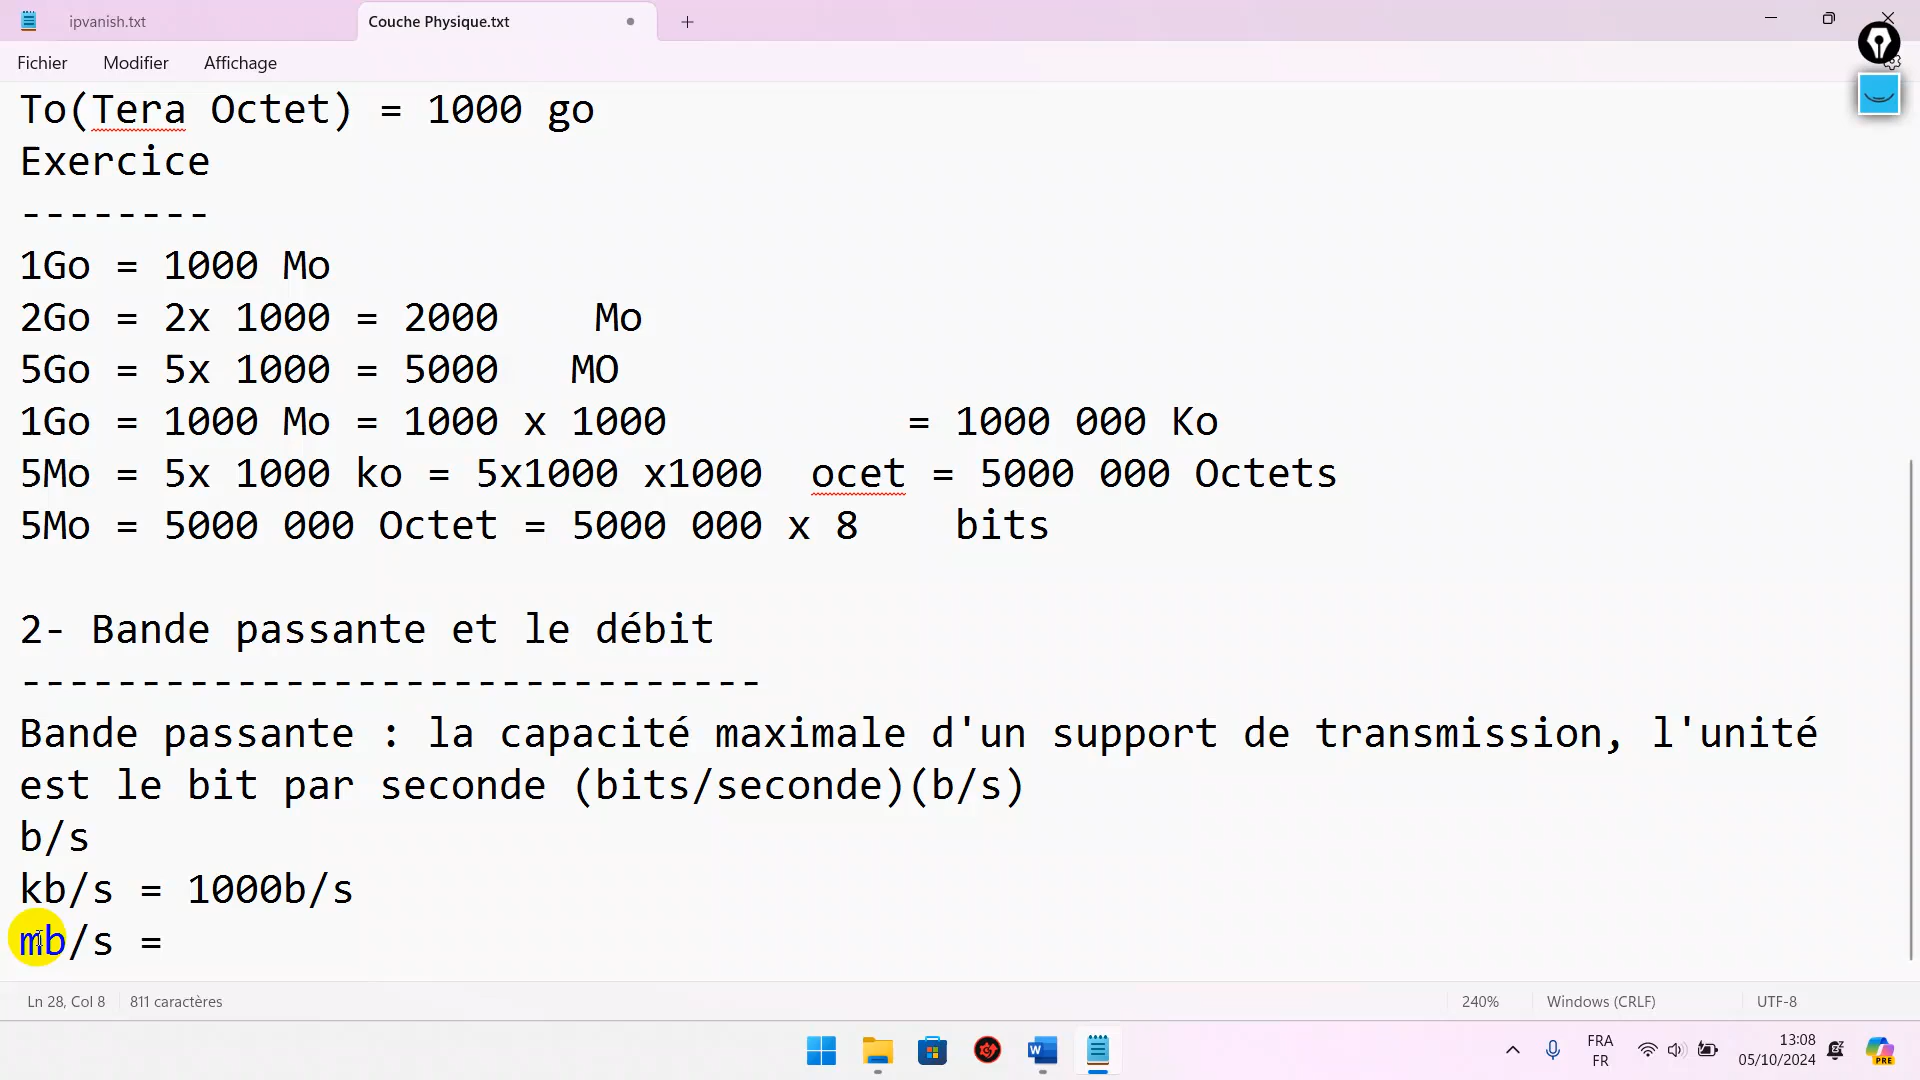 ipvanish.txt
Couche Physique.txt
Fichier Modifier Affichage
To(Tera Octet) = 1000 go
Exercice
--------
1Go = 1000 Mo
2Go = 2x 1000 = 2000    Mo
5Go = 5x 1000 = 5000   MO
1Go = 1000 Mo = 1000 x 1000          = 1000 000 Ko
5Mo = 5x 1000 ko = 5x1000 x1000  ocet = 5000 000 Octets
5Mo = 5000 000 Octet = 5000 000 x 8    bits
2- Bande passante et le débit
-------------------------------
Bande passante : la capacité maximale d'un support de transmission, l'unité
est le bit par seconde (bits/seconde)(b/s)
b/s
kb/s = 1000b/s
mb/s =
Ln 28, Col 8 811 caractères 240% Windows (CRLF) UTF-8
FRA
FR
13:08
05/10/2024
PRE